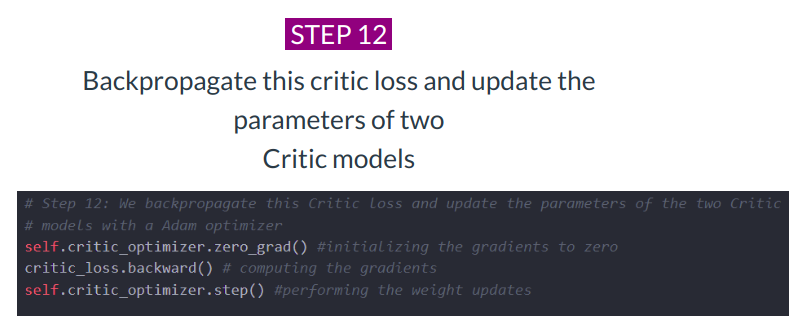 STEP 12
Backpropagate this critic loss and update the
parameters of two
Critic models
# Step 12: We backpropagate this Critic loss and update the parameters of the two Critic
# models with a Adam optimizer
self.critic_optimizer.zero_grad() #initializing the gradients to zero
critic_loss.backward() # computing the gradients
self.critic_optimizer.step() #performing the weight updates